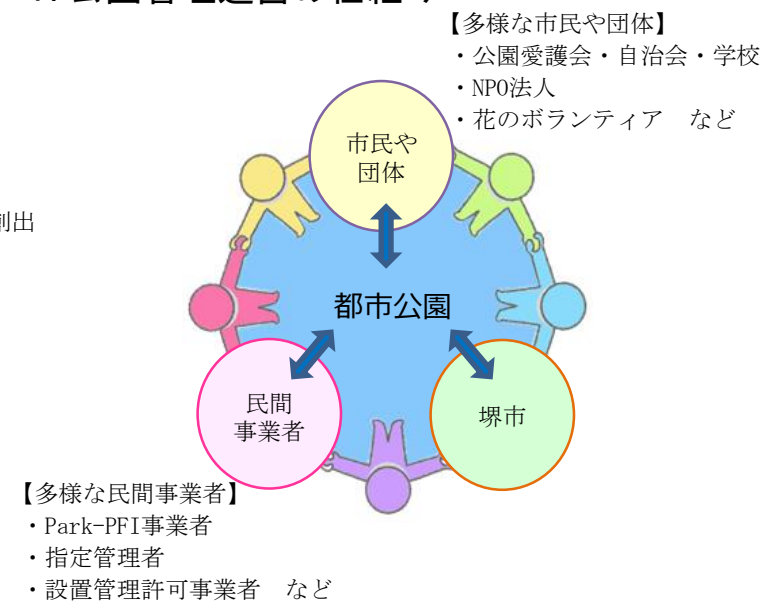 【多様な市民や団体】
・公園愛護会・自治会・学校
・NPO法人
・花のボランティア　など
市民や
団体
創出
都市公園
民間
事業者
堺市
【多様な民間事業者】
・Park-PFI事業者
・指定管理者
・設置管理許可事業者　など